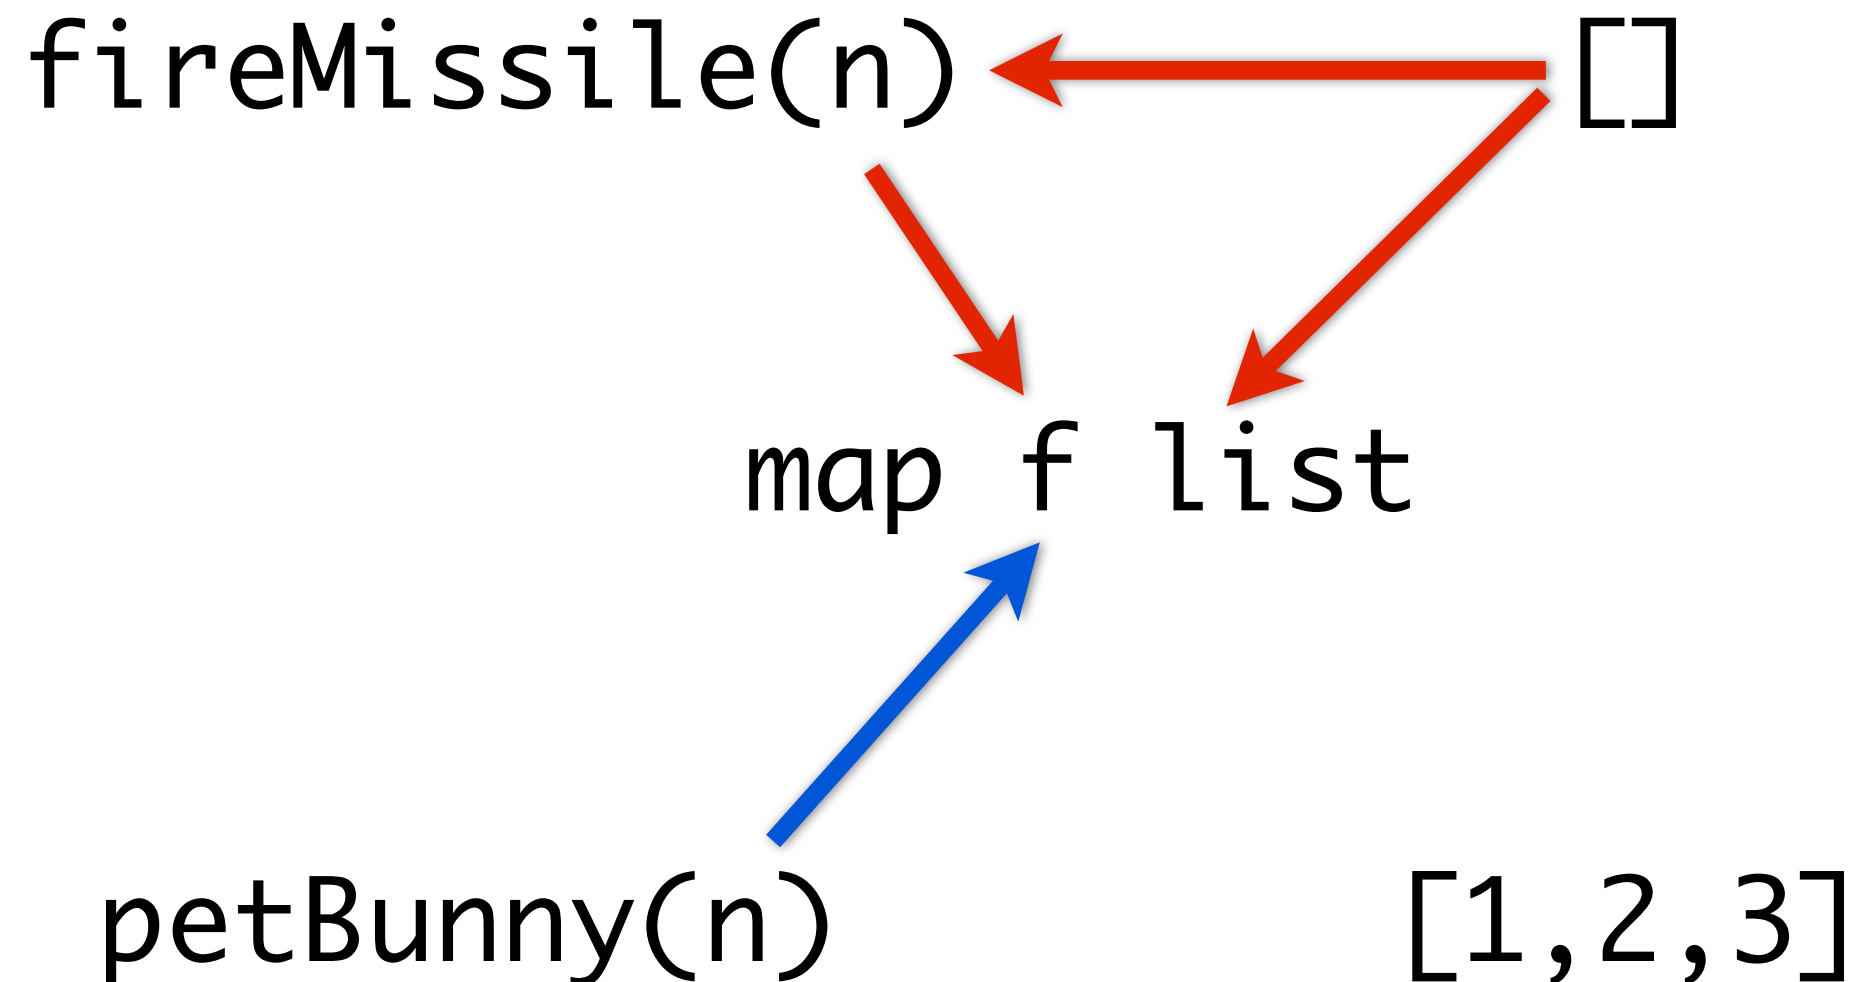 fireMissile(n)
[]
map f list
petBunny(n)
[1,2,3]